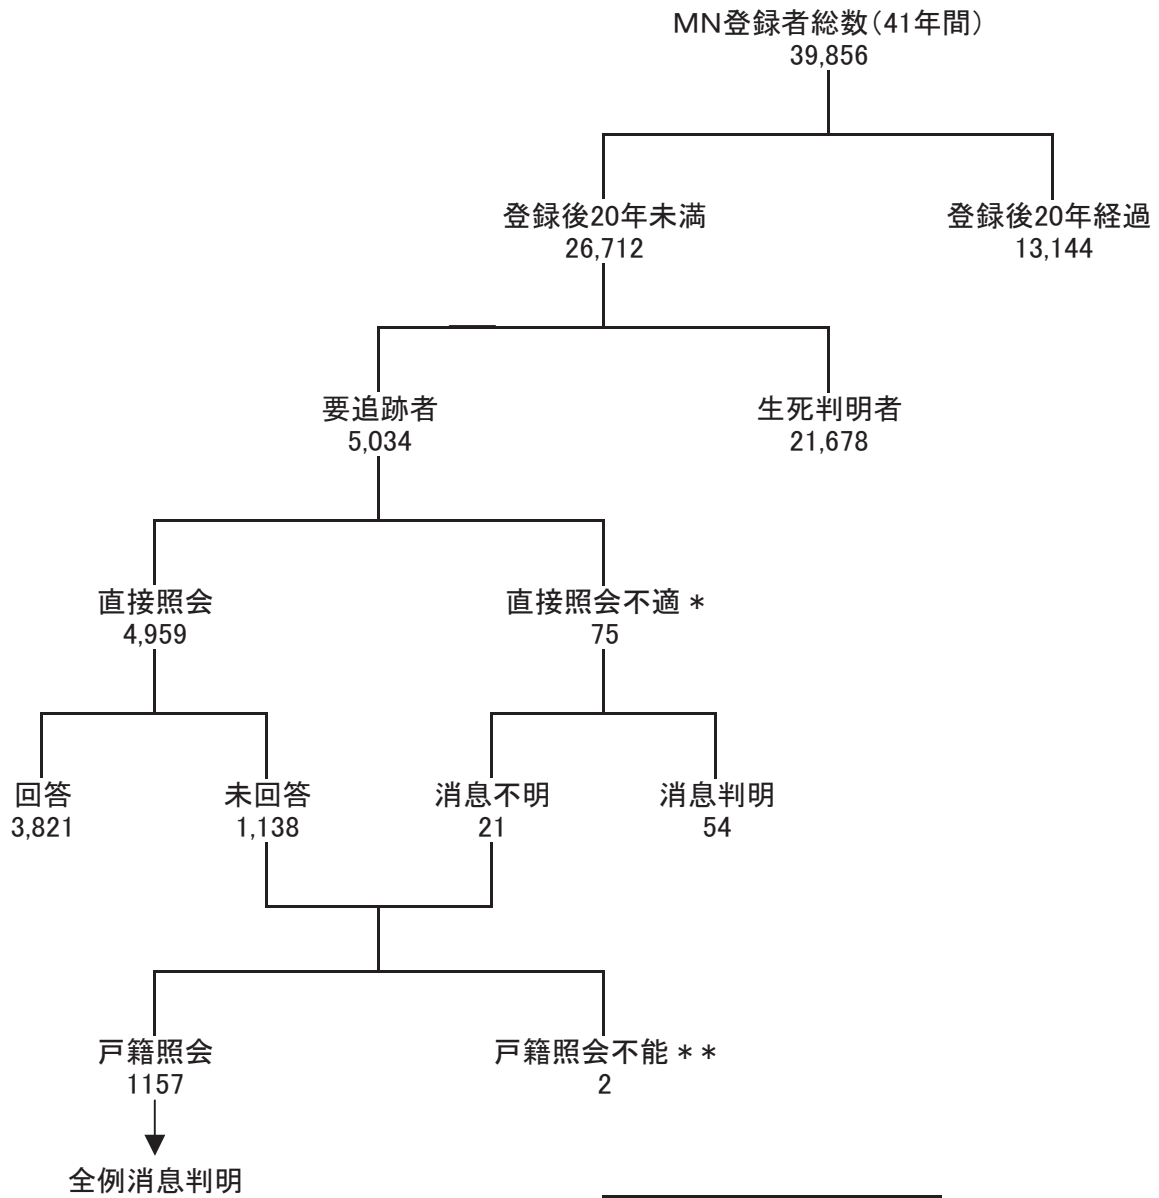 MN登録者総数(41年間)
39,856
登録後20年未満
26,712
登録後20年経過
13,144
要追跡者
5,034
生死判明者
21,678
直接照会
4,959
直接照会不適*
75
回答
3,821
未回答
1,138
消息不明
21
消息判明
54
戸籍照会
1157
戸籍照会不能**
2
全例消息判明